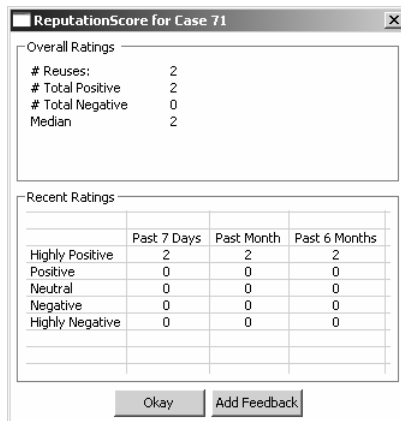 ReputationScore for Case 71
Overall Ratings
# Reuses: 2
# Total Positive 2
# Total Negative 0
Median 2
Recent Ratings
Past 7 Days Past Month Past 6 Months
Highly Positive 2 2 2
Positive 0 0 0
Neutral 0 0 0
Negative 0 0 0
Highly Negative 0 0 0
Okay Add Feedback